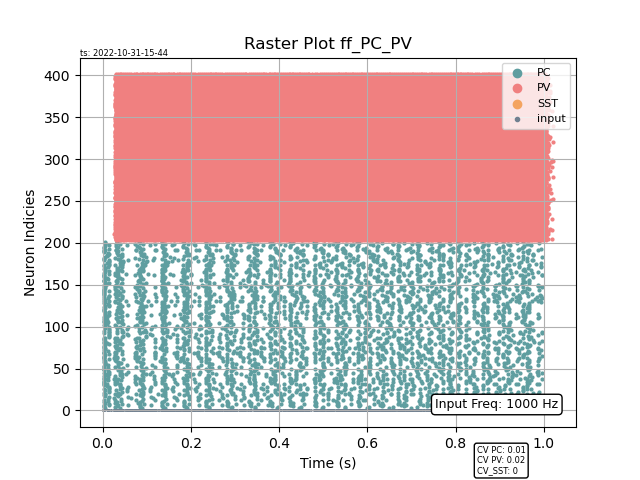 Raster Plot ff_PC_PV
ts: 2022-10-31-15-44
PC
PV
SST
input
400
350
300
250
200
150
100
50
0
Neuron Indicies
Input Freq: 1000 Hz
0.0 0.2 0.4 0.6 0.8 1.0
Time (s)
CV PC: 0.01
CV PV: 0.02
CV_SST: 0